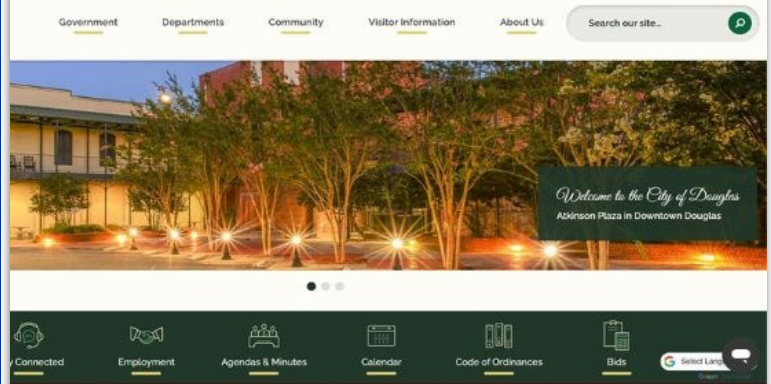 Government Departments Community Visitor Information About Us Search our site...
Welcome to the City of Douglas
Atkinson Plaza in Downtown Douglas
y Connected Employment Agendas & Minutes Calendar Code of Ordinances Bids G Select Lang